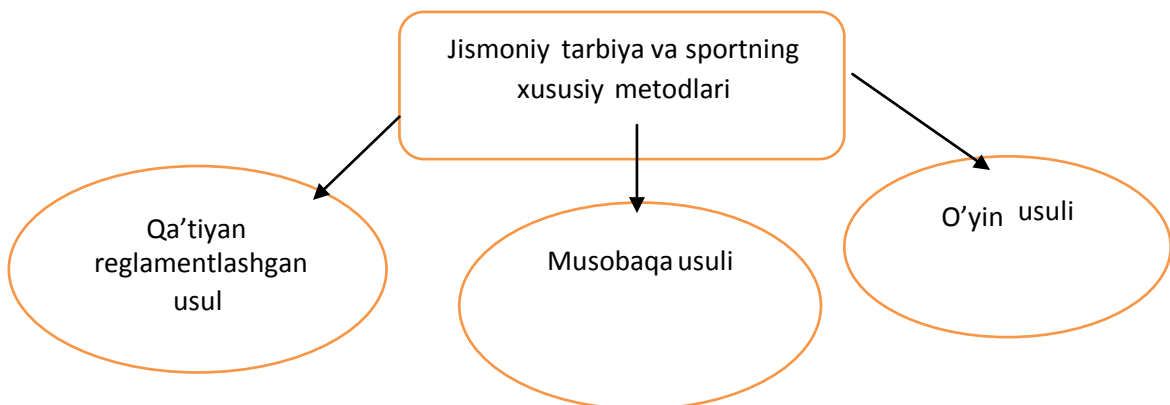 Jismoniy tarbiya va sportning
xususiy metodlari
Qa’tiyan
reglamentlashgan
usul
Musobaqa usuli
O’yin usuli